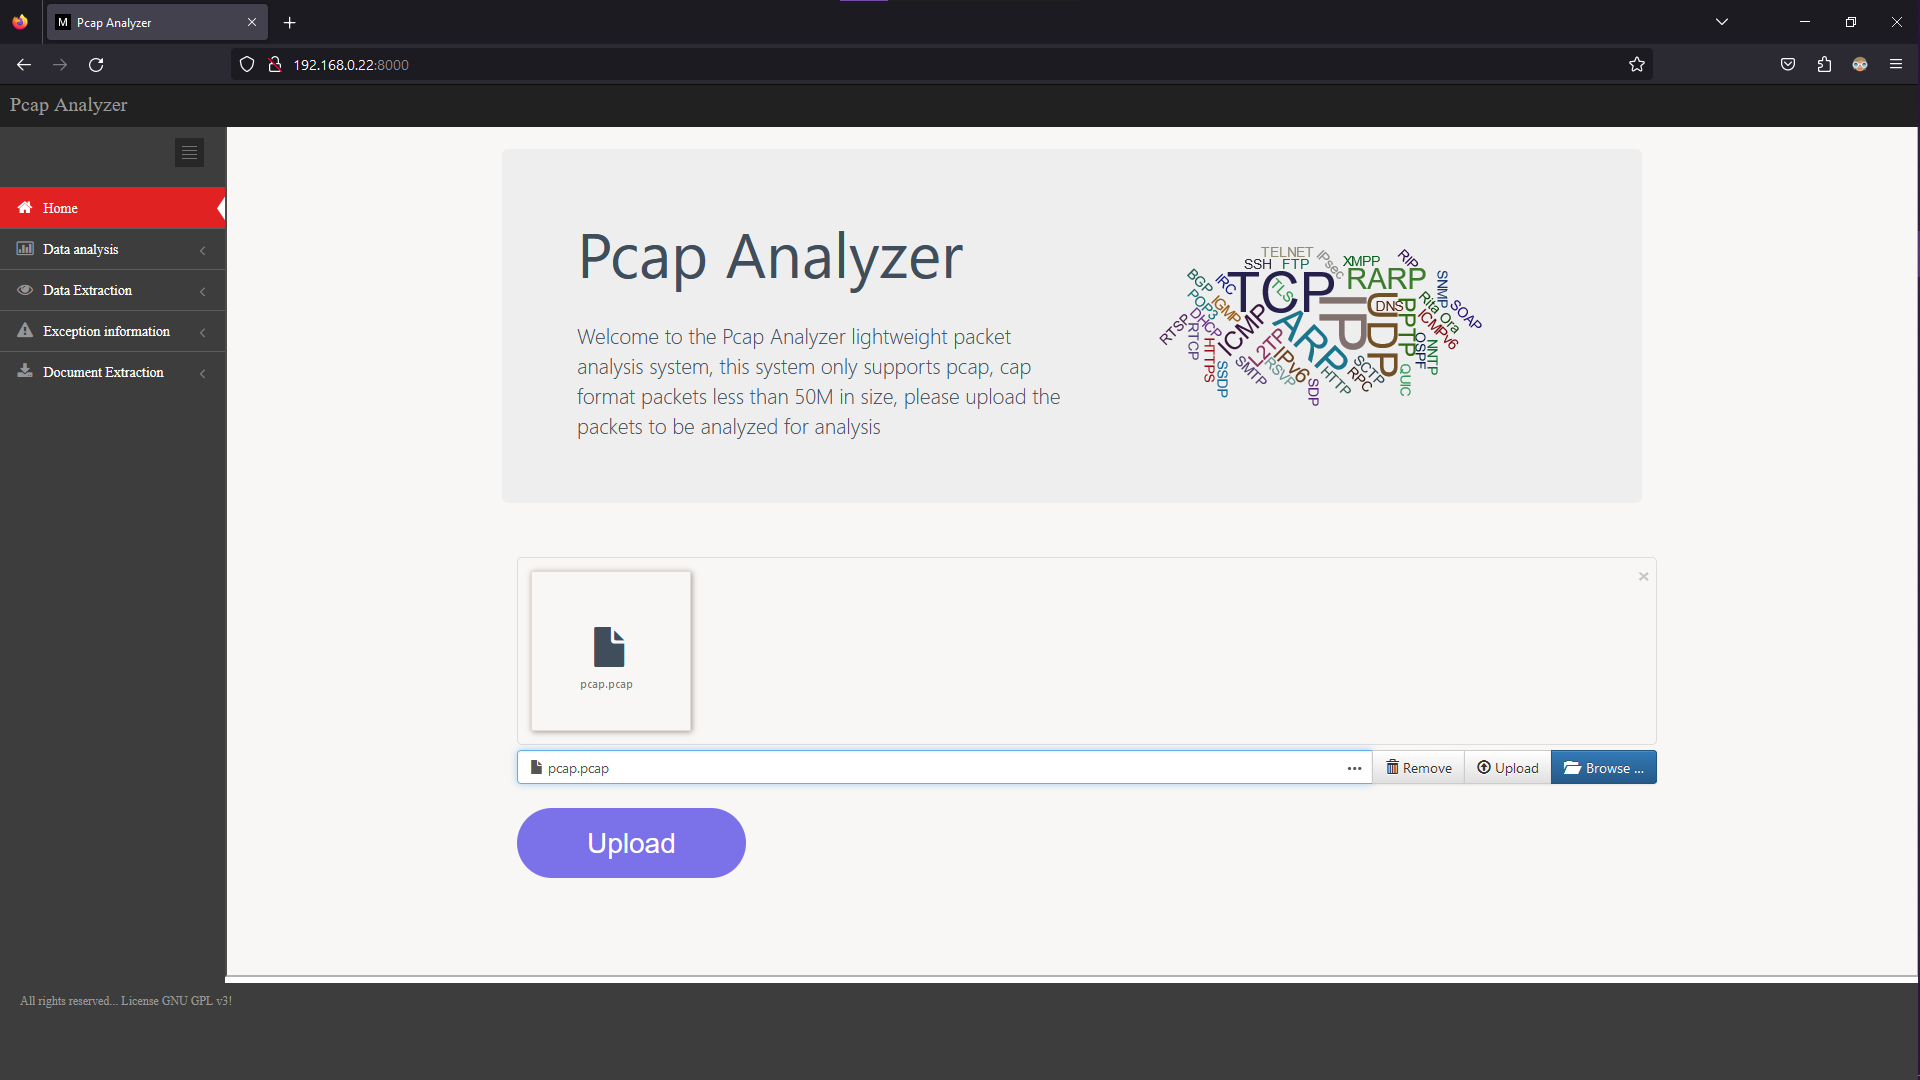 M Pcap Analyzer
192.168.0.22:8000
Pcap Analyzer
Home
Data analysis
Data Extraction
Exception information
Document Extraction
Pcap Analyzer
Welcome to the Pcap Analyzer lightweight packet
analysis system, this system only supports pcap, cap
format packets less than 50M in size, please upload the
packets to be analyzed for analysis
TELNET
IPsec
XMPP
RIP
SSH
FTP
BGP
IRC
TCP
TLS
RARP
SNMP
POP3
IGMP
IP
UDP
DNS
PPTP
Rita Ora
SOAP
RTSP
DHCP
RTCP
ICMP
ARP
ICMPv6
HTTPS
L2TP
OSPF
NNTP
SSDP
SMTP
IPv6
RSVP
SDP
HTTP
SCTP
RPC
QUIC
pcap.pcap
pcap.pcap
Remove
Upload
Browse ...
Upload
All rights reserved... License GNU GPL v3!